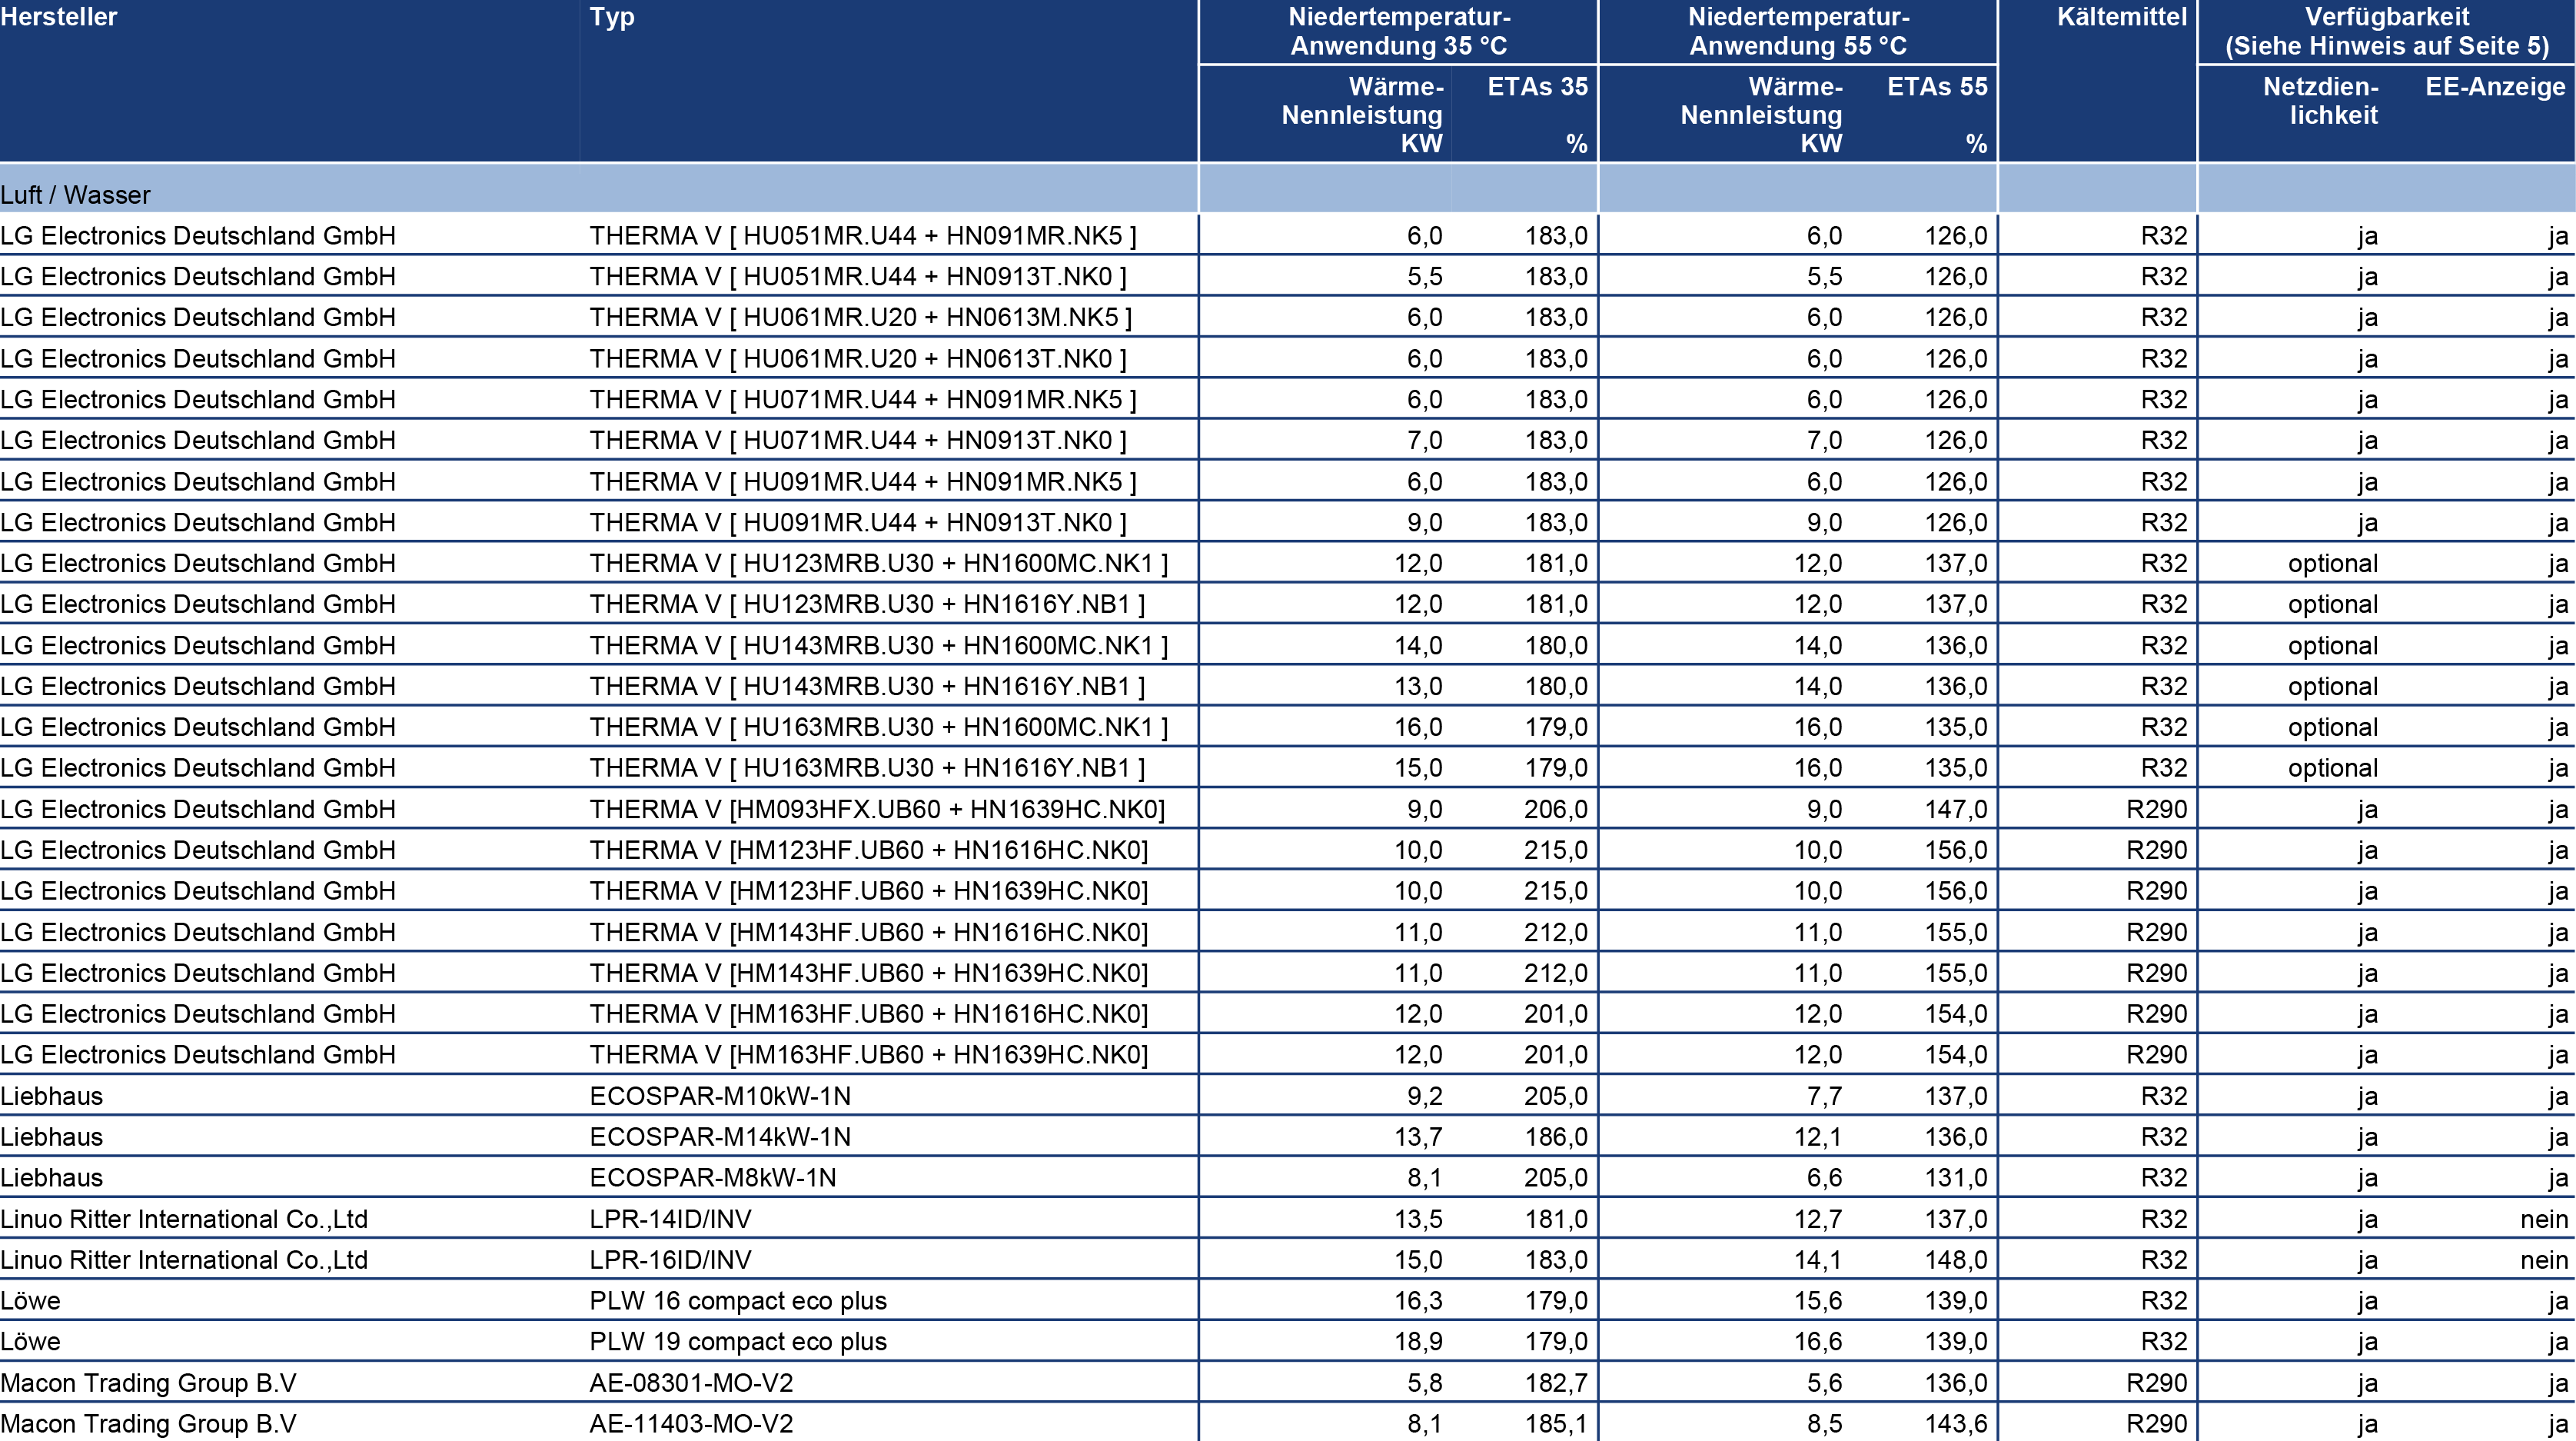 Hersteller Typ Niedertemperatur- Niedertemperatur- Kältemittel Verfügbarkeit
Anwendung 35 °C Anwendung 55 °C (Siehe Hinweis auf Seite 5)
Wärme- ETAs 35 Wärme- ETAs 55 Netzdien- EE-Anzeige
Nennleistung Nennleistung lichkeit
KW % KW %
Luft / Wasser
LG Electronics Deutschland GmbH THERMA V [ HU051MR.U44 + HN091MR.NK5 ] 6,0 183,0 6,0 126,0 R32 ja ja
LG Electronics Deutschland GmbH THERMA V [ HU051MR.U44 + HN0913T.NK0 ] 5,5 183,0 5,5 126,0 R32 ja ja
LG Electronics Deutschland GmbH THERMA V [ HU061MR.U20 + HN0613M.NK5 ] 6,0 183,0 6,0 126,0 R32 ja ja
LG Electronics Deutschland GmbH THERMA V [ HU061MR.U20 + HN0613T.NK0 ] 6,0 183,0 6,0 126,0 R32 ja ja
LG Electronics Deutschland GmbH THERMA V [ HU071MR.U44 + HN091MR.NK5 ] 6,0 183,0 6,0 126,0 R32 ja ja
LG Electronics Deutschland GmbH THERMA V [ HU071MR.U44 + HN0913T.NK0 ] 7,0 183,0 7,0 126,0 R32 ja ja
LG Electronics Deutschland GmbH THERMA V [ HU091MR.U44 + HN091MR.NK5 ] 6,0 183,0 6,0 126,0 R32 ja ja
LG Electronics Deutschland GmbH THERMA V [ HU091MR.U44 + HN0913T.NK0 ] 9,0 183,0 9,0 126,0 R32 ja ja
LG Electronics Deutschland GmbH THERMA V [ HU123MRB.U30 + HN1600MC.NK1 ] 12,0 181,0 12,0 137,0 R32 optional ja
LG Electronics Deutschland GmbH THERMA V [ HU123MRB.U30 + HN1616Y.NB1 ] 12,0 181,0 12,0 137,0 R32 optional ja
LG Electronics Deutschland GmbH THERMA V [ HU143MRB.U30 + HN1600MC.NK1 ] 14,0 180,0 14,0 136,0 R32 optional ja
LG Electronics Deutschland GmbH THERMA V [ HU143MRB.U30 + HN1616Y.NB1 ] 13,0 180,0 14,0 136,0 R32 optional ja
LG Electronics Deutschland GmbH THERMA V [ HU163MRB.U30 + HN1600MC.NK1 ] 16,0 179,0 16,0 135,0 R32 optional ja
LG Electronics Deutschland GmbH THERMA V [ HU163MRB.U30 + HN1616Y.NB1 ] 15,0 179,0 16,0 135,0 R32 optional ja
LG Electronics Deutschland GmbH THERMA V [HM093HFX.UB60 + HN1639HC.NK0] 9,0 206,0 9,0 147,0 R290 ja ja
LG Electronics Deutschland GmbH THERMA V [HM123HF.UB60 + HN1616HC.NK0] 10,0 215,0 10,0 156,0 R290 ja ja
LG Electronics Deutschland GmbH THERMA V [HM123HF.UB60 + HN1639HC.NK0] 10,0 215,0 10,0 156,0 R290 ja ja
LG Electronics Deutschland GmbH THERMA V [HM143HF.UB60 + HN1616HC.NK0] 11,0 212,0 11,0 155,0 R290 ja ja
LG Electronics Deutschland GmbH THERMA V [HM143HF.UB60 + HN1639HC.NK0] 11,0 212,0 11,0 155,0 R290 ja ja
LG Electronics Deutschland GmbH THERMA V [HM163HF.UB60 + HN1616HC.NK0] 12,0 201,0 12,0 154,0 R290 ja ja
LG Electronics Deutschland GmbH THERMA V [HM163HF.UB60 + HN1639HC.NK0] 12,0 201,0 12,0 154,0 R290 ja ja
Liebhaus ECOSPAR-M10kW-1N 9,2 205,0 7,7 137,0 R32 ja ja
Liebhaus ECOSPAR-M14kW-1N 13,7 186,0 12,1 136,0 R32 ja ja
Liebhaus ECOSPAR-M8kW-1N 8,1 205,0 6,6 131,0 R32 ja ja
Linuo Ritter International Co.,Ltd LPR-14ID/INV 13,5 181,0 12,7 137,0 R32 ja nein
Linuo Ritter International Co.,Ltd LPR-16ID/INV 15,0 183,0 14,1 148,0 R32 ja nein
Löwe PLW 16 compact eco plus 16,3 179,0 15,6 139,0 R32 ja ja
Löwe PLW 19 compact eco plus 18,9 179,0 16,6 139,0 R32 ja ja
Macon Trading Group B.V AE-08301-MO-V2 5,8 182,7 5,6 136,0 R290 ja ja
Macon Trading Group B.V AE-11403-MO-V2 8,1 185,1 8,5 143,6 R290 ja ja